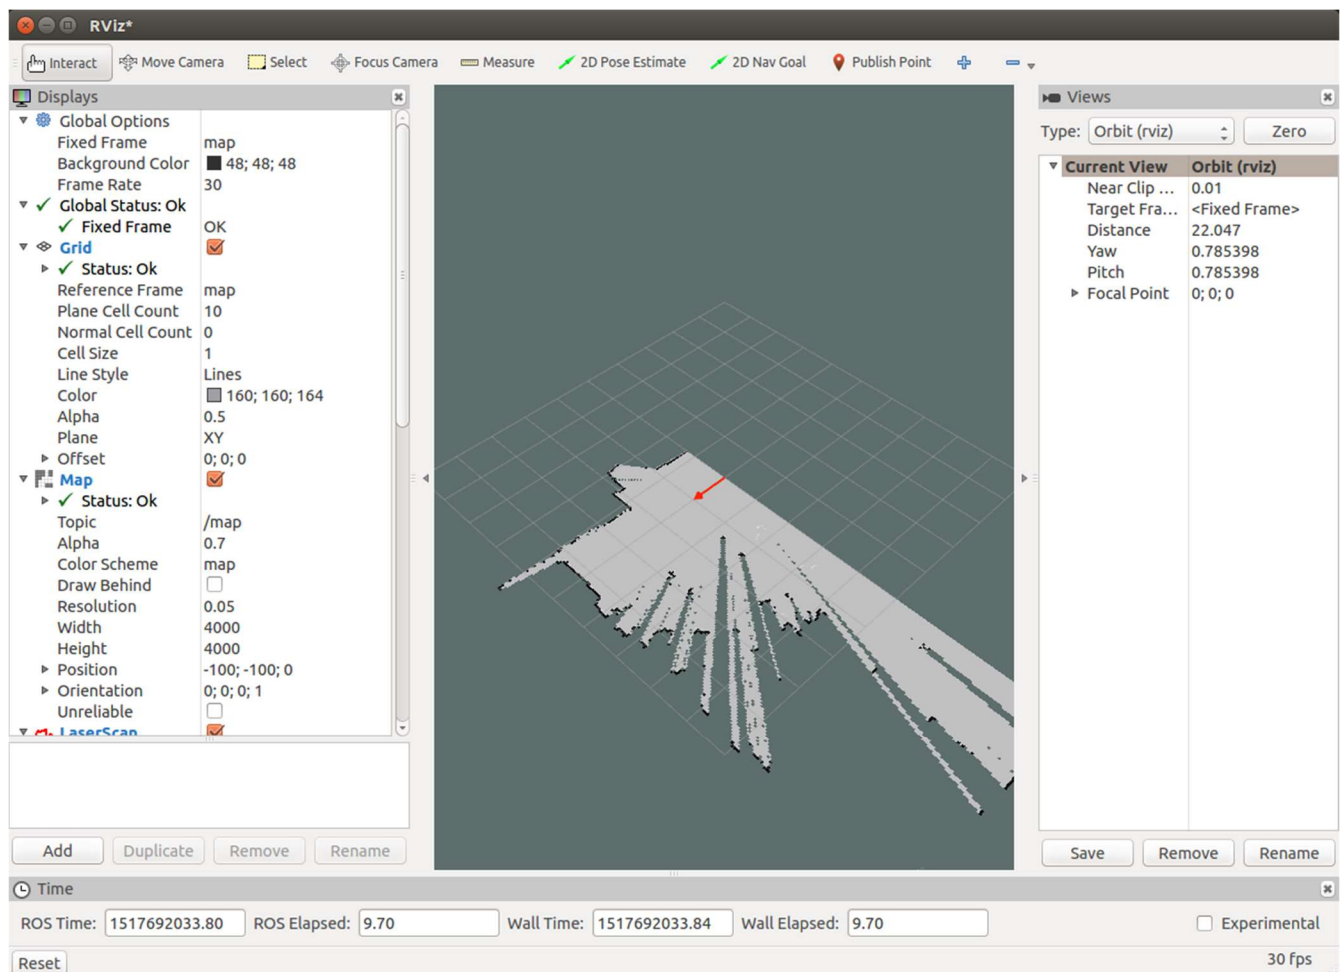 RViz*
Interact Move Camera Select Focus Camera Measure 2D Pose Estimate 2D Nav Goal Publish Point
Displays
Global Options
Fixed Frame map
Background Color 48; 48; 48
Frame Rate 30
Global Status: Ok
Fixed Frame OK
Grid
Status: Ok
Reference Frame map
Plane Cell Count 10
Normal Cell Count 0
Cell Size 1
Line Style Lines
Color 160; 160; 164
Alpha 0.5
Plane XY
Offset 0; 0; 0
Map
Status: Ok
Topic /map
Alpha 0.7
Color Scheme map
Draw Behind
Resolution 0.05
Width 4000
Height 4000
Position -100; -100; 0
Orientation 0; 0; 0; 1
Unreliable
LaserScan
Add Duplicate Remove Rename
Views
Type: Orbit (rviz) Zero
Current View Orbit (rviz)
Near Clip ... 0.01
Target Fra... <Fixed Frame>
Distance 22.047
Yaw 0.785398
Pitch 0.785398
Focal Point 0; 0; 0
Save Remove Rename
Time
ROS Time: 1517692033.80 ROS Elapsed: 9.70 Wall Time: 1517692033.84 Wall Elapsed: 9.70 Experimental
Reset 30 fps